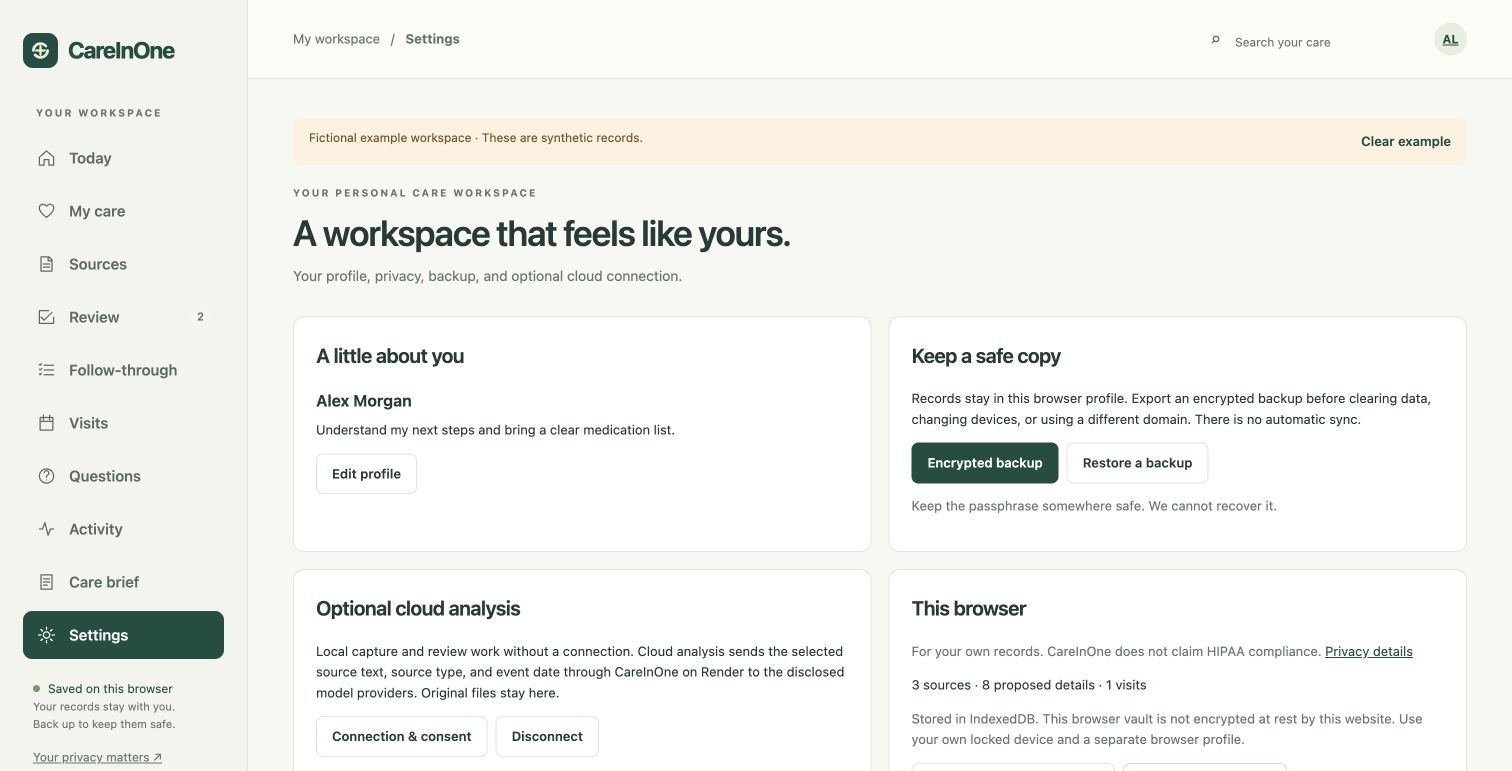 CareInOne
YOUR WORKSPACE
Today
My care
Sources
Review 2
Follow-through
Visits
Questions
Activity
Care brief
Settings
Saved on this browser
Your records stay with you.
Back up to keep them safe.
Your privacy matters ↗
My workspace / Settings
Search your care
AL
Fictional example workspace · These are synthetic records.
Clear example
YOUR PERSONAL CARE WORKSPACE
A workspace that feels like yours.
Your profile, privacy, backup, and optional cloud connection.
A little about you
Alex Morgan
Understand my next steps and bring a clear medication list.
Edit profile
Keep a safe copy
Records stay in this browser profile. Export an encrypted backup before clearing data,
changing devices, or using a different domain. There is no automatic sync.
Encrypted backup
Restore a backup
Keep the passphrase somewhere safe. We cannot recover it.
Optional cloud analysis
Local capture and review work without a connection. Cloud analysis sends the selected
source text, source type, and event date through CareInOne on Render to the disclosed
model providers. Original files stay here.
Connection & consent
Disconnect
This browser
For your own records. CareInOne does not claim HIPAA compliance. Privacy details
3 sources · 8 proposed details · 1 visits
Stored in IndexedDB. This browser vault is not encrypted at rest by this website. Use
your own locked device and a separate browser profile.